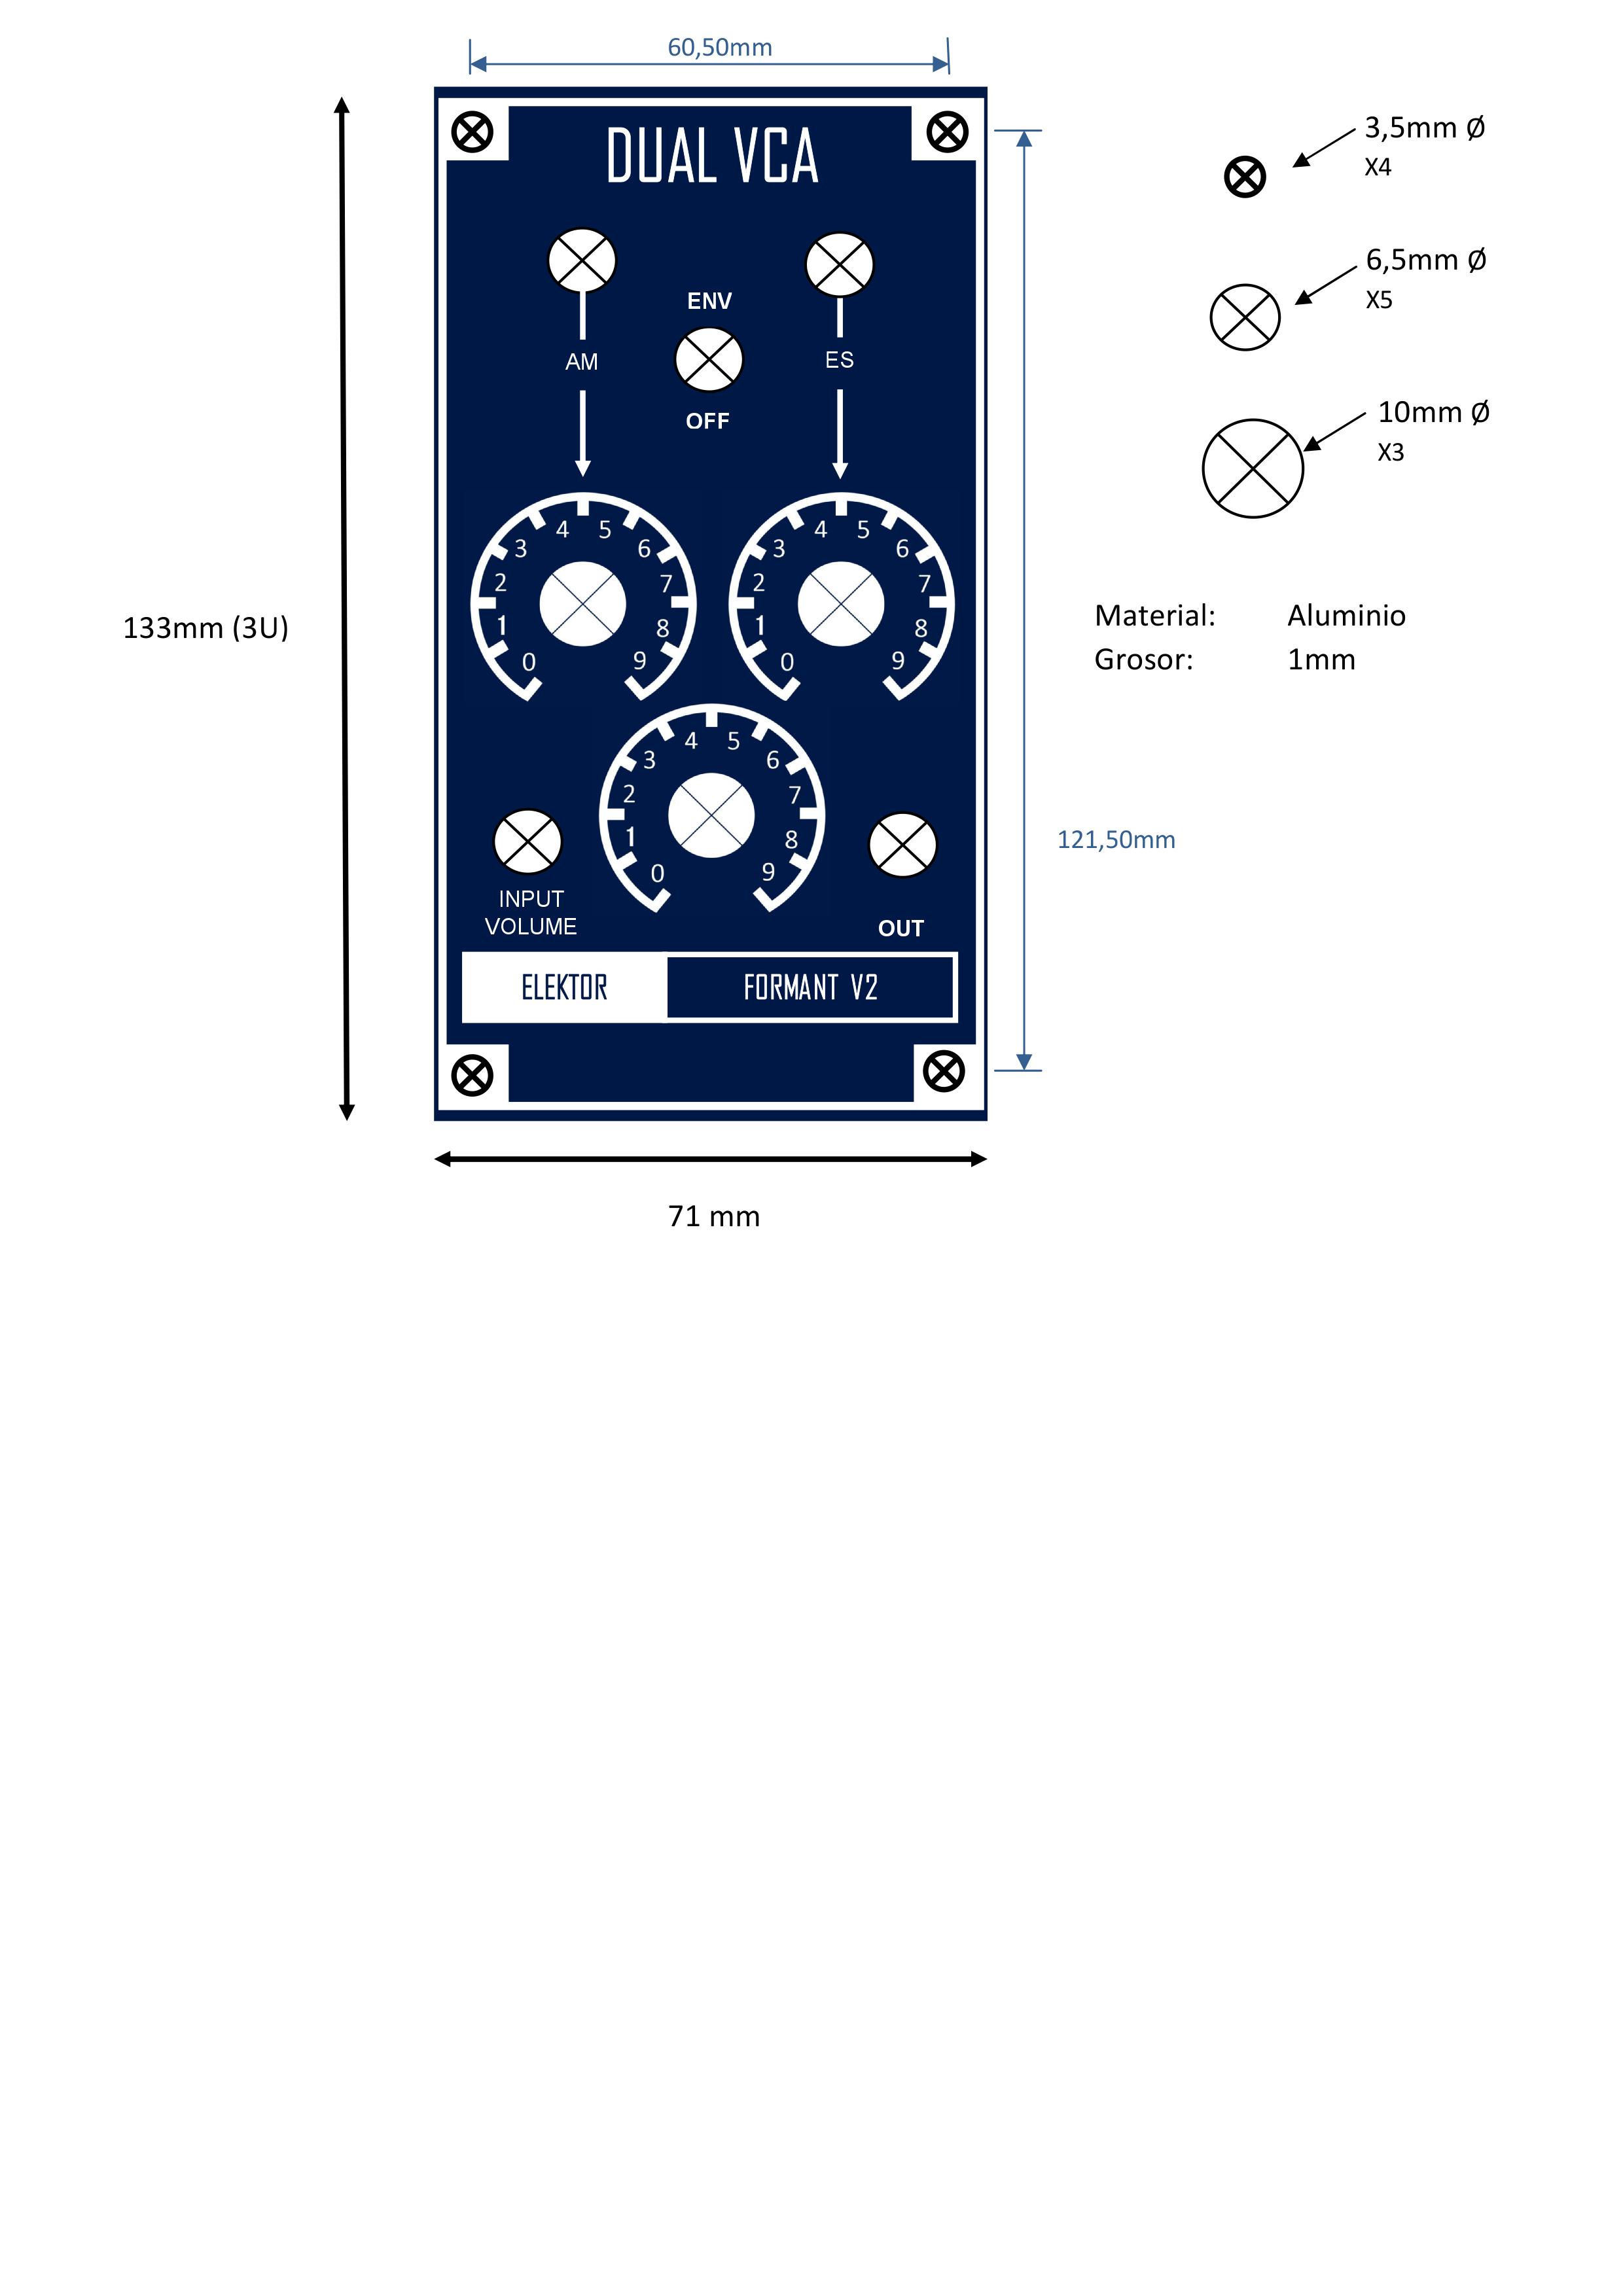 60,50mm
DUAL VCA
3,5mm Ø
X4
6,5mm Ø
X5
ENV
AM
ES
OFF
10mm Ø
X3
0 1 2 3 4 5 6 7 8 9
0 1 2 3 4 5 6 7 8 9
133mm (3U)
Material: Aluminio
Grosor: 1mm
0 1 2 3 4 5 6 7 8 9
121,50mm
INPUT
VOLUME
OUT
ELEKTOR
FORMANT V2
71 mm